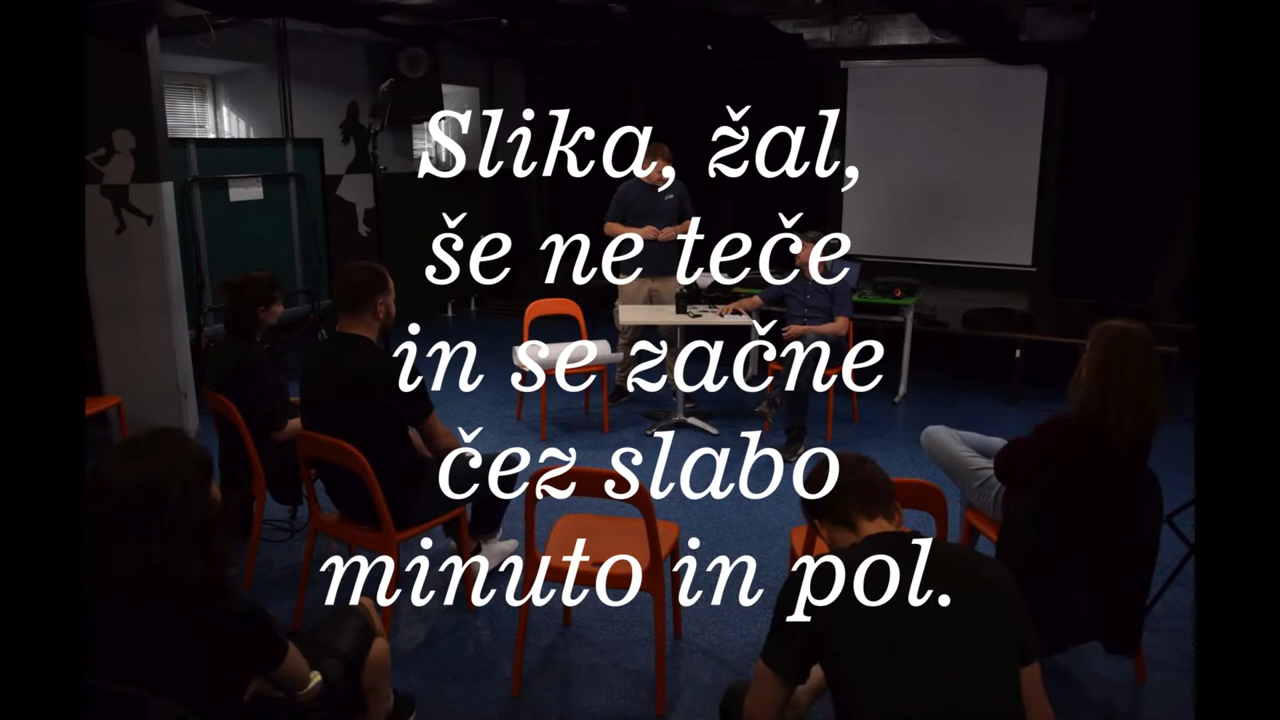 Slika, žal,
še ne teče
in se začne
čez slabo
minuto in pol.